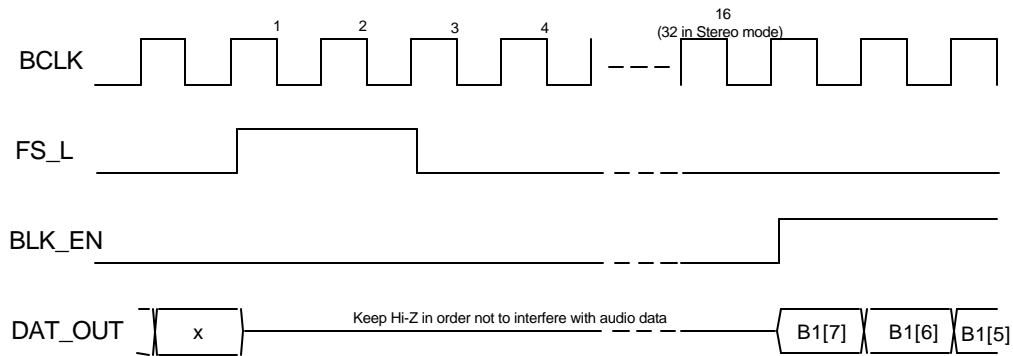 16
1 2 3 4 (32 in Stereo mode)
BCLK
FS_L
BLK_EN
Keep Hi-Z in order not to interfere with audio data
DAT_OUT x B1[7] B1[6] B1[5]